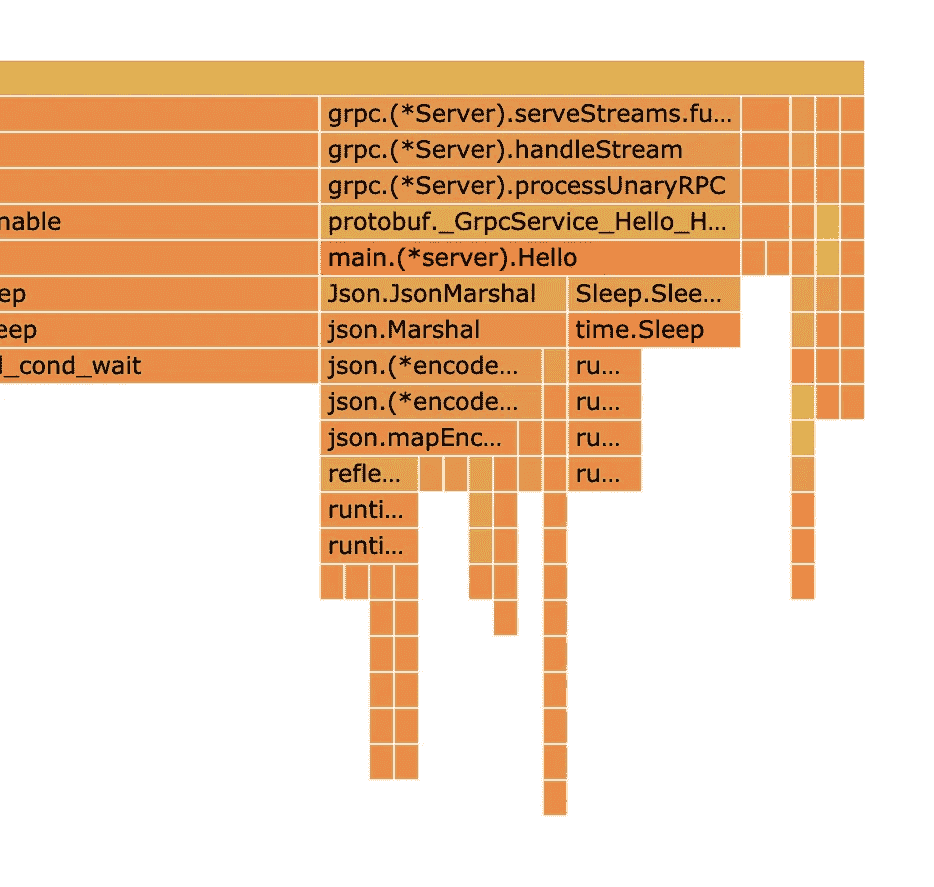 grpc.(*Server).serveStreams.fu...
grpc.(*Server).handleStream
grpc.(*Server).processUnaryRPC
nable protobuf._GrpcService_Hello_H...
main.(*server).Hello
ep Json.JsonMarshal Sleep.Slee...
eep json.Marshal time.Sleep
_cond_wait json.(*encode... ru...
json.(*encode... ru...
json.mapEnc... ru...
refle... ru...
runti...
runti...